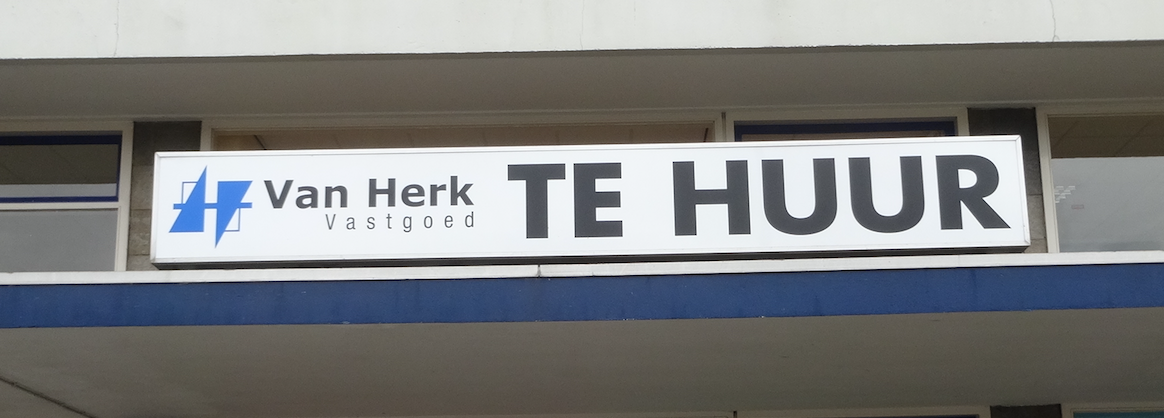 Van Herk
Vastgoed
TE HUUR